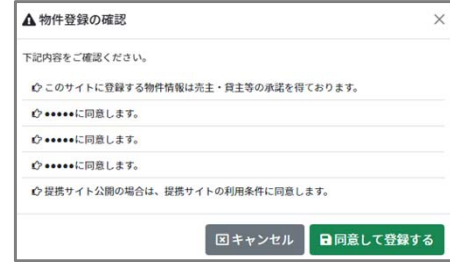 物件登録の確認
下記内容をご確認ください。
このサイトに登録する物件情報は売主・貸主等の承諾を得ております。
●●●●●に同意します。
●●●●●に同意します。
●●●●●に同意します。
提携サイト公開の場合は、提携サイトの利用条件に同意します。
キャンセル 同意して登録する